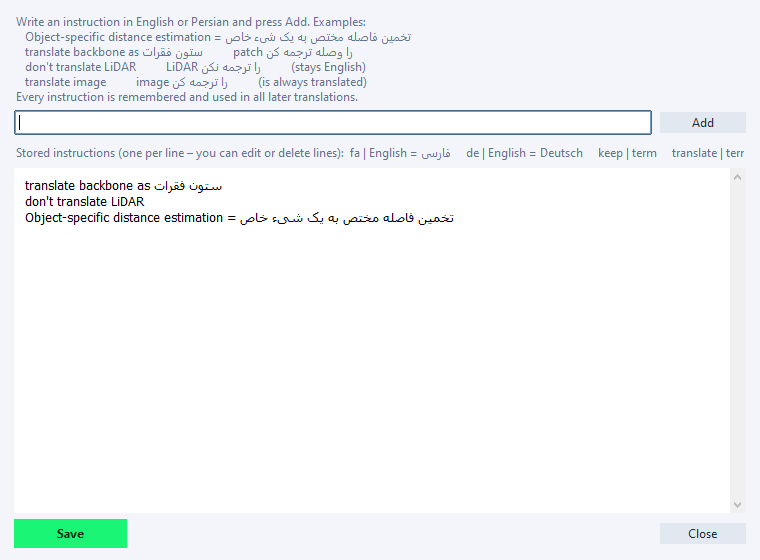 Write an instruction in English or Persian and press Add. Examples:
Object-specific distance estimation = تخمین فاصله مختص به یک شیء خاص
translate backbone as ستون فقرات patch را وصله ترجمه کن
don't translate LiDAR LiDAR را ترجمه نکن (stays English)
translate image image را ترجمه کن (is always translated)
Every instruction is remembered and used in all later translations.
Add
Stored instructions (one per line – you can edit or delete lines): fa | English = فارسی de | English = Deutsch keep | term translate | terr
translate backbone as ستون فقرات
don't translate LiDAR
Object-specific distance estimation = تخمین فاصله مختص به یک شیء خاص
Save
Close